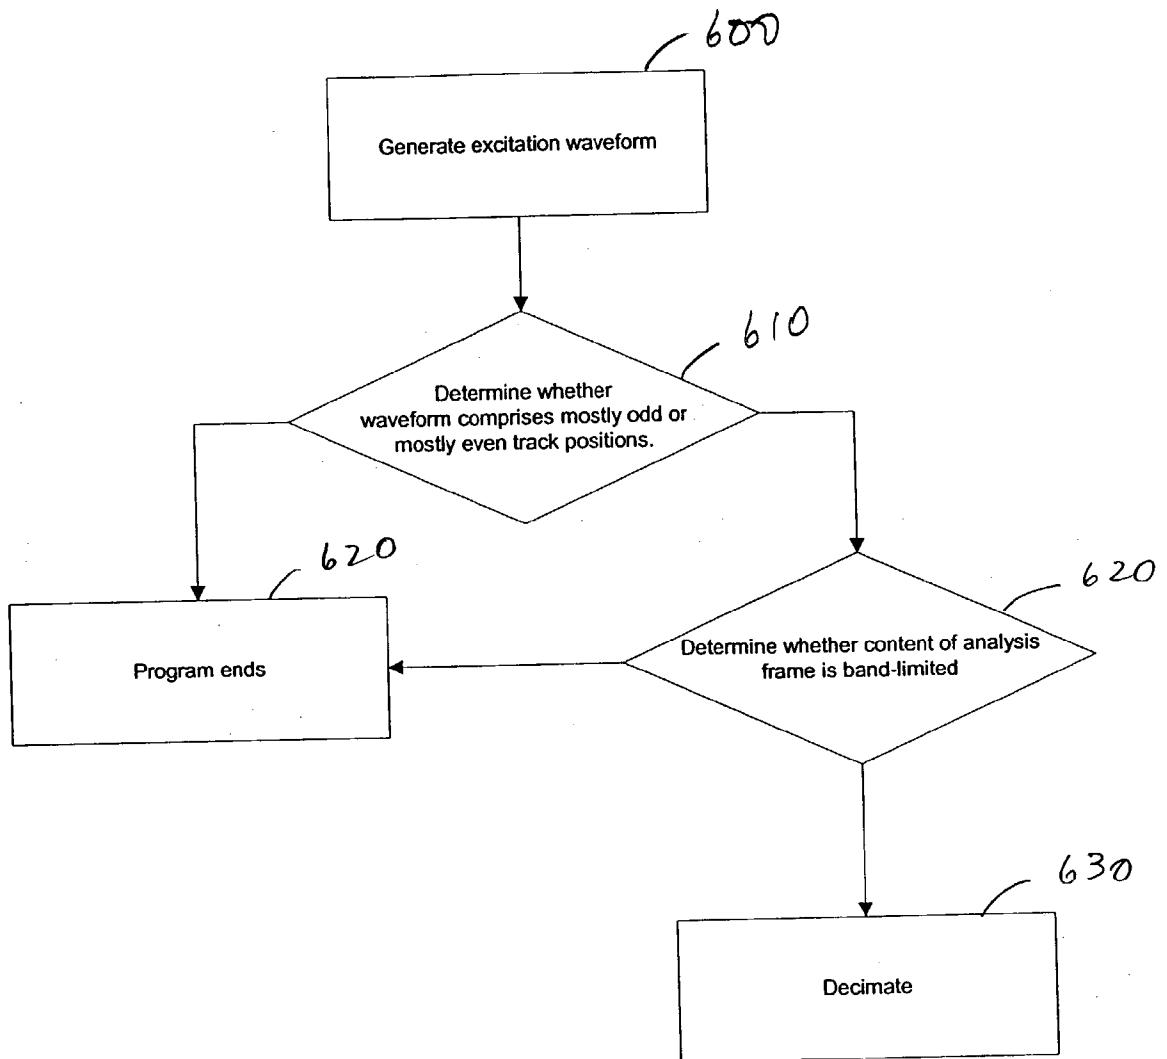 600
Generate excitation waveform
610
Determine whether
waveform comprises mostly odd or
mostly even track positions.
620
Program ends
620
Determine whether content of analysis
frame is band-limited
630
Decimate